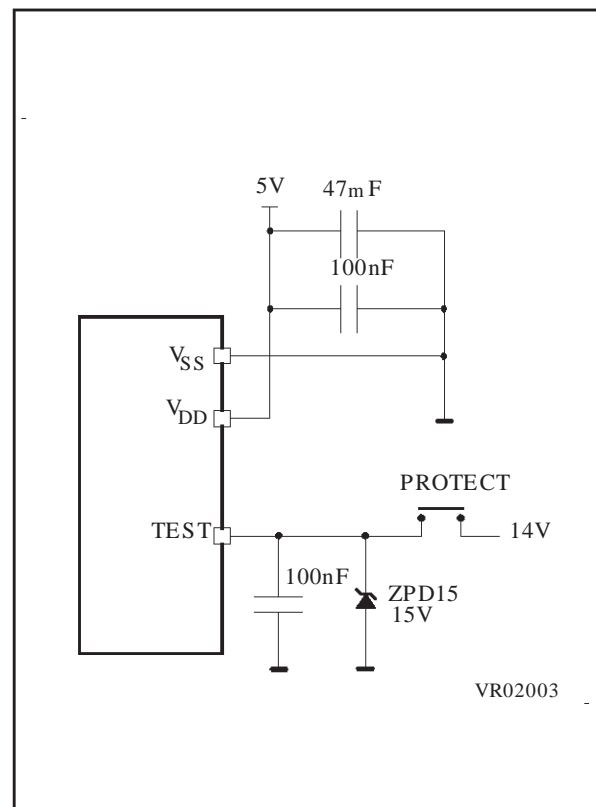 5V
47mF
100nF
VSS
VDD
PROTECT
TEST
14V
100nF
ZPD15
15V
VR02003